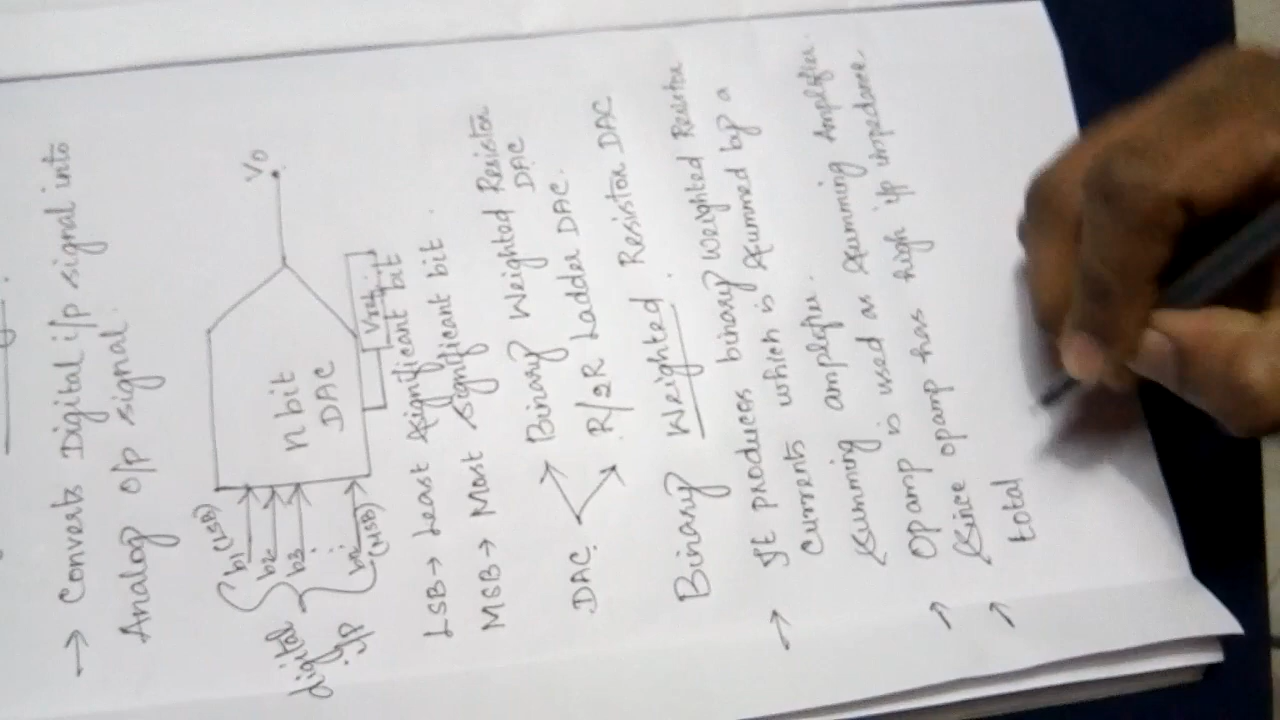 → Converts Digital i/p signal into
Analog o/p signal.
Vo
n bit
DAC
Vref
b1 (LSB)
b2
b3
bn
(MSB)
digital
i/p
LSB → Least significant bit
MSB → Most significant bit.
DAC
Binary Weighted Resistor
DAC
R/2R Ladder DAC.
Binary Weighted Resistor DAC
→ It produces binary weighted Resistor
Currents which is summed by a
summing amplifier.
Opamp is used as summing Amplifier.
→ Since opamp has high i/p impedance.
→ total